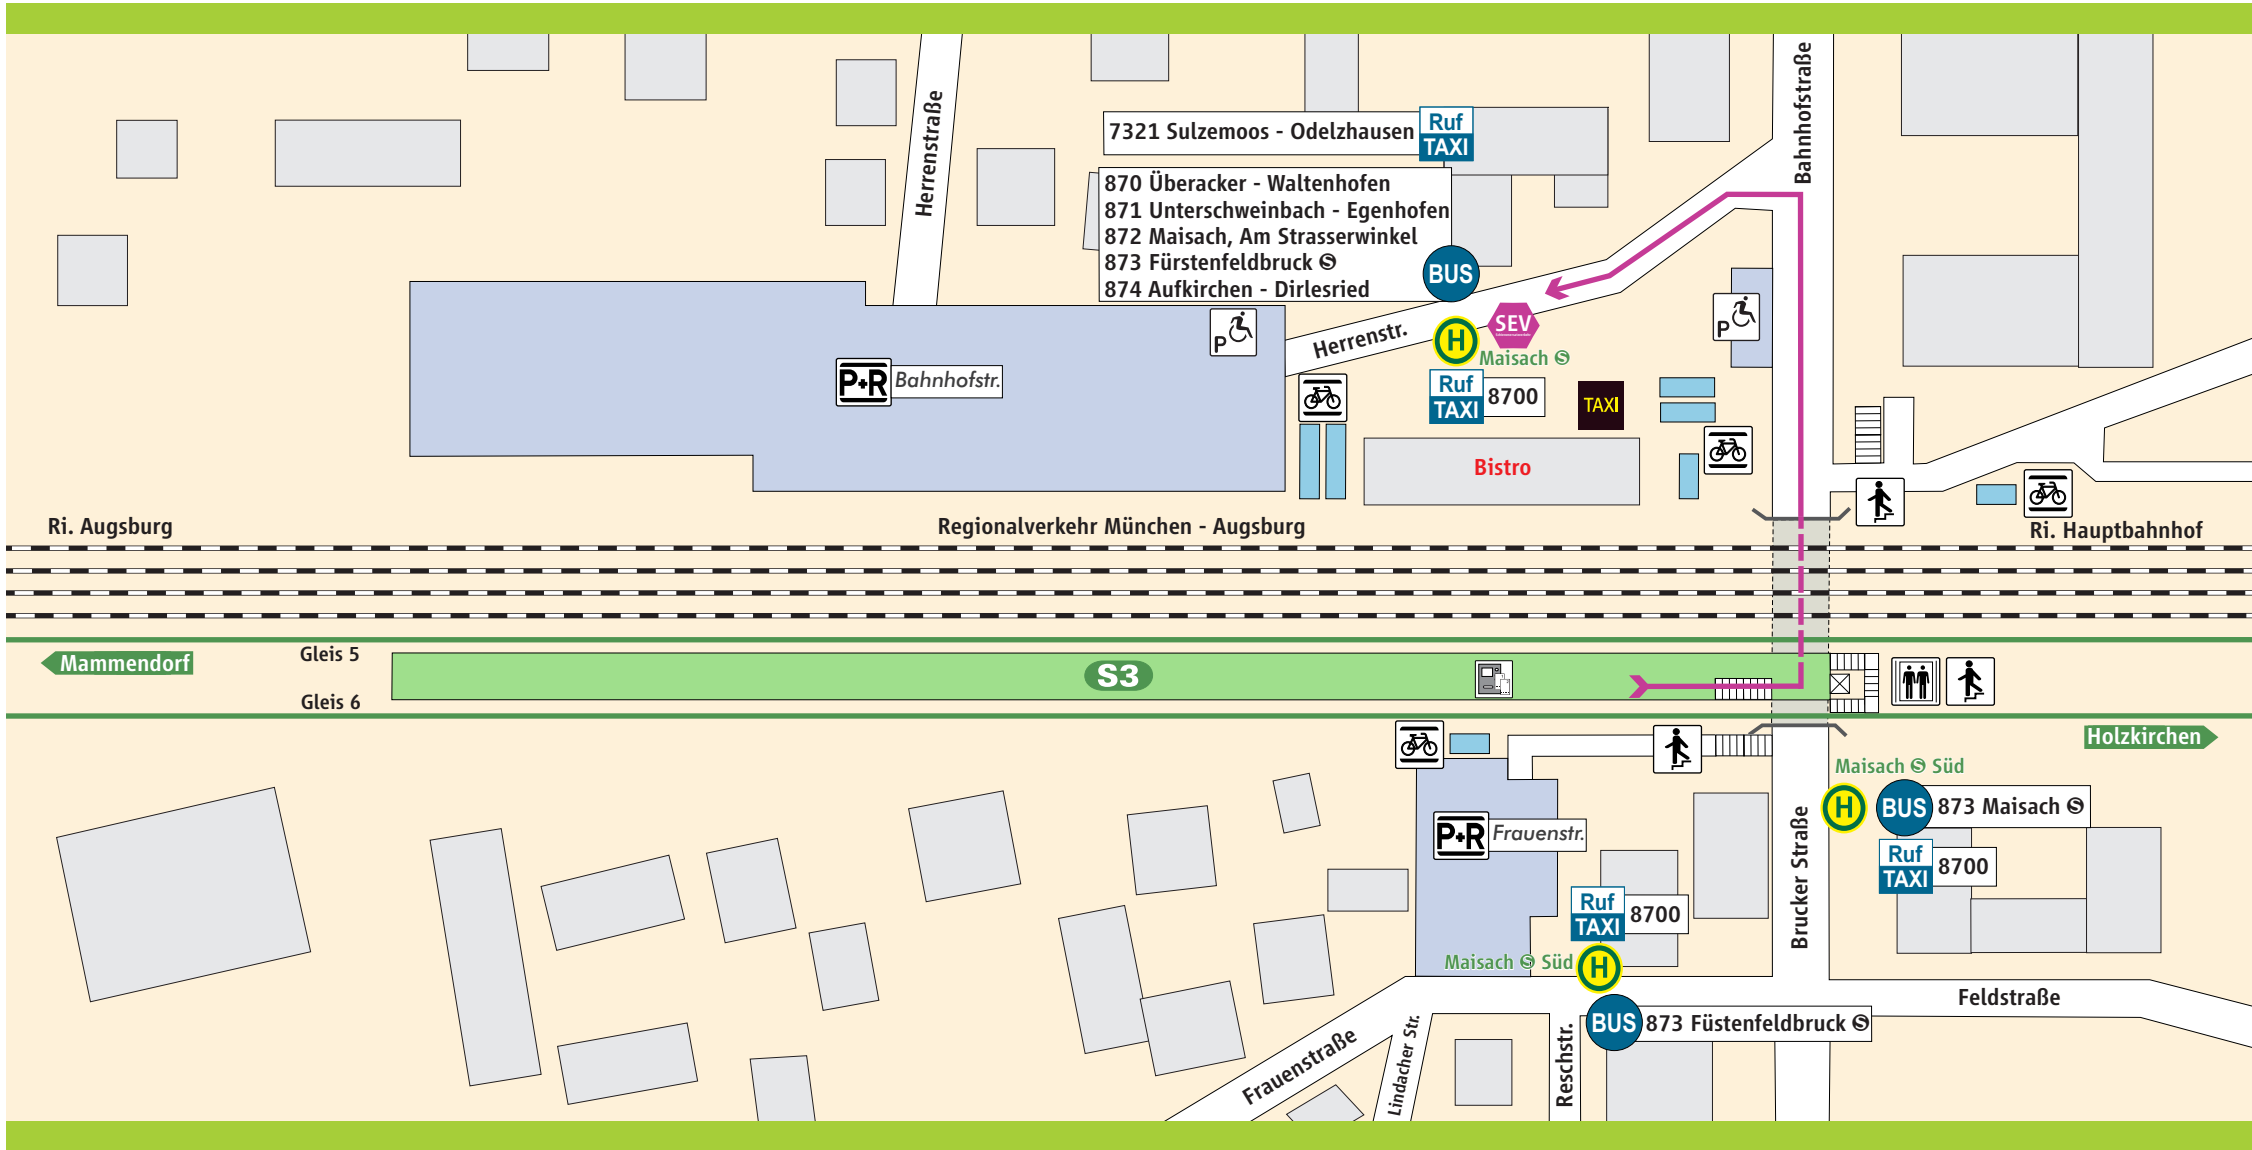 Bahnhofstraße
Herrenstraße
7321 Sulzemoos - Odelzhausen
Ruf
TAXI
870 Überacker - Waltenhofen
871 Unterschweinbach - Egenhofen
872 Maisach, Am Strasserwinkel
873 Fürstenfeldbruck S
874 Aufkirchen - Dirlesried
BUS
Herrenstr.
H
SEV
Maisach S
P
P
P+R
Bahnhofstr.
Ruf
TAXI
8700
TAXI
Bistro
Ri. Augsburg
Regionalverkehr München - Augsburg
Ri. Hauptbahnhof
Mammendorf
Gleis 5
S3
Gleis 6
Holzkirchen
Maisach S Süd
H
BUS
873 Maisach S
P+R
Frauenstr.
Brucker Straße
Ruf
TAXI
8700
Ruf
TAXI
8700
Maisach S Süd
H
Feldstraße
BUS
873 Füstenfeldbruck S
Frauenstraße
Lindacher Str.
Reschstr.